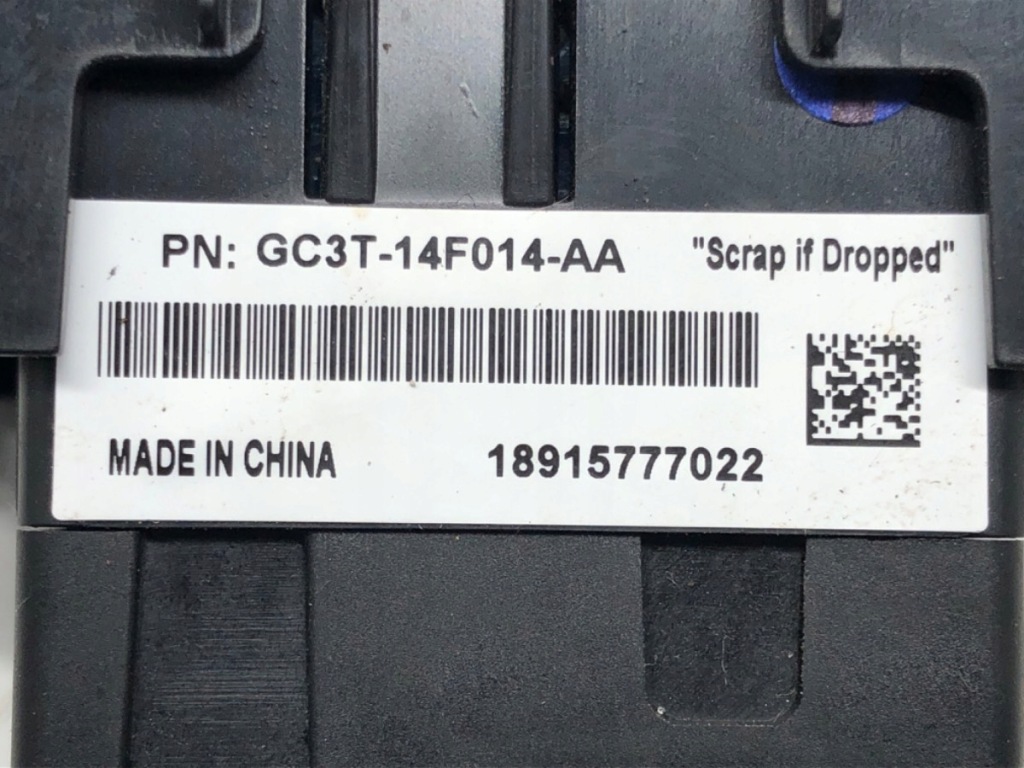 PN: GC3T-14F014-AA "Scrap if Dropped"
MADE IN CHINA 18915777022